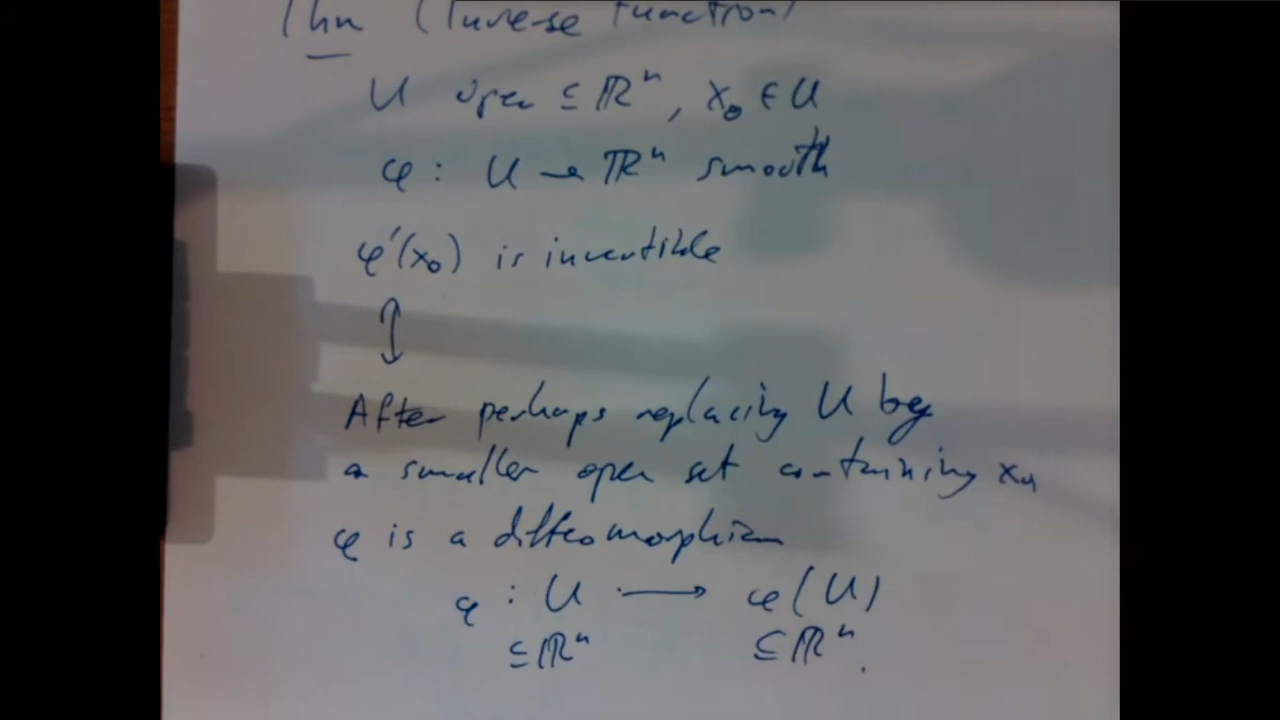 Thm (Inverse Function)
U open ⊆ ℝⁿ, x₀ ∈ U
φ : U → ℝⁿ smooth
φ'(x₀) is invertible
↕
After perhaps replacing U by
a smaller open set containing x₀
φ is a diffeomorphism
φ : U ⟶ φ(U)
⊆ℝⁿ ⊆ℝⁿ.